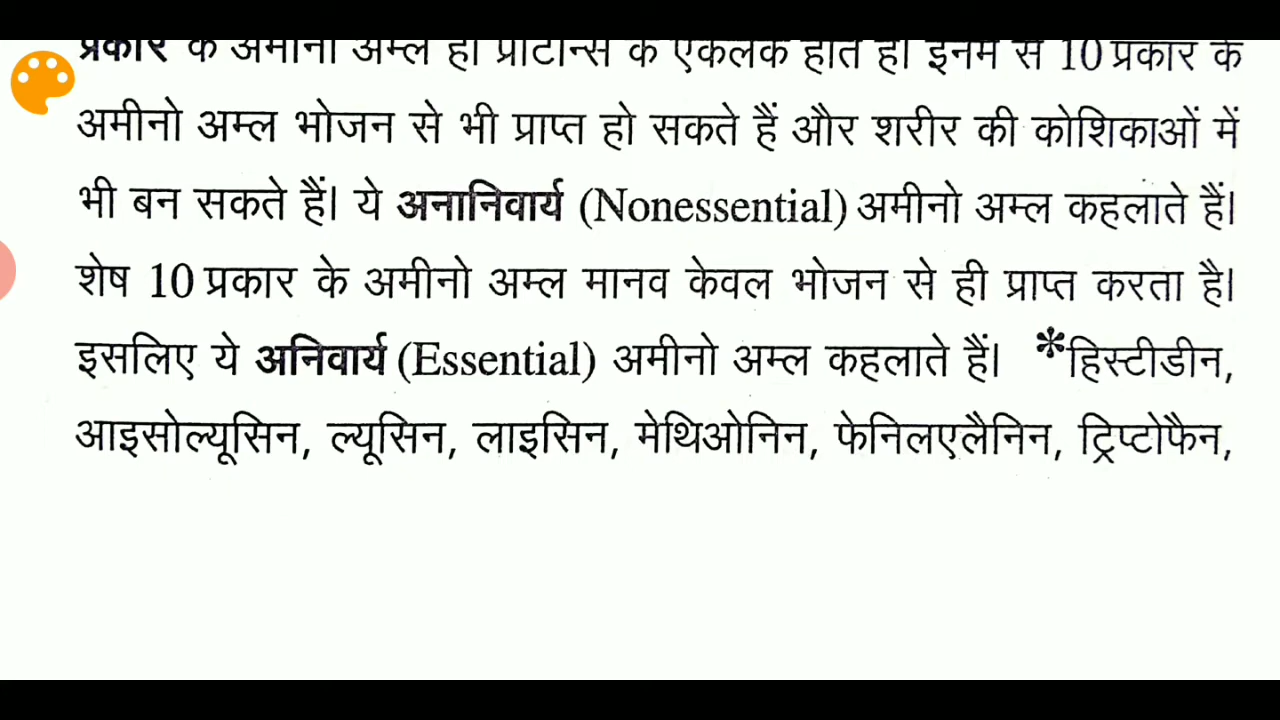 प्रकार के अमीनो अम्ल ही प्रोटीन्स के एकलक होते हैं। इनमें से 10 प्रकार के
अमीनो अम्ल भोजन से भी प्राप्त हो सकते हैं और शरीर की कोशिकाओं में
भी बन सकते हैं। ये अनानिवार्य (Nonessential) अमीनो अम्ल कहलाते हैं।
शेष 10 प्रकार के अमीनो अम्ल मानव केवल भोजन से ही प्राप्त करता है।
इसलिए ये अनिवार्य (Essential) अमीनो अम्ल कहलाते हैं। *हिस्टीडीन,
आइसोल्यूसिन, ल्यूसिन, लाइसिन, मेथिओनिन, फेनिलएलैनिन, ट्रिप्टोफैन,